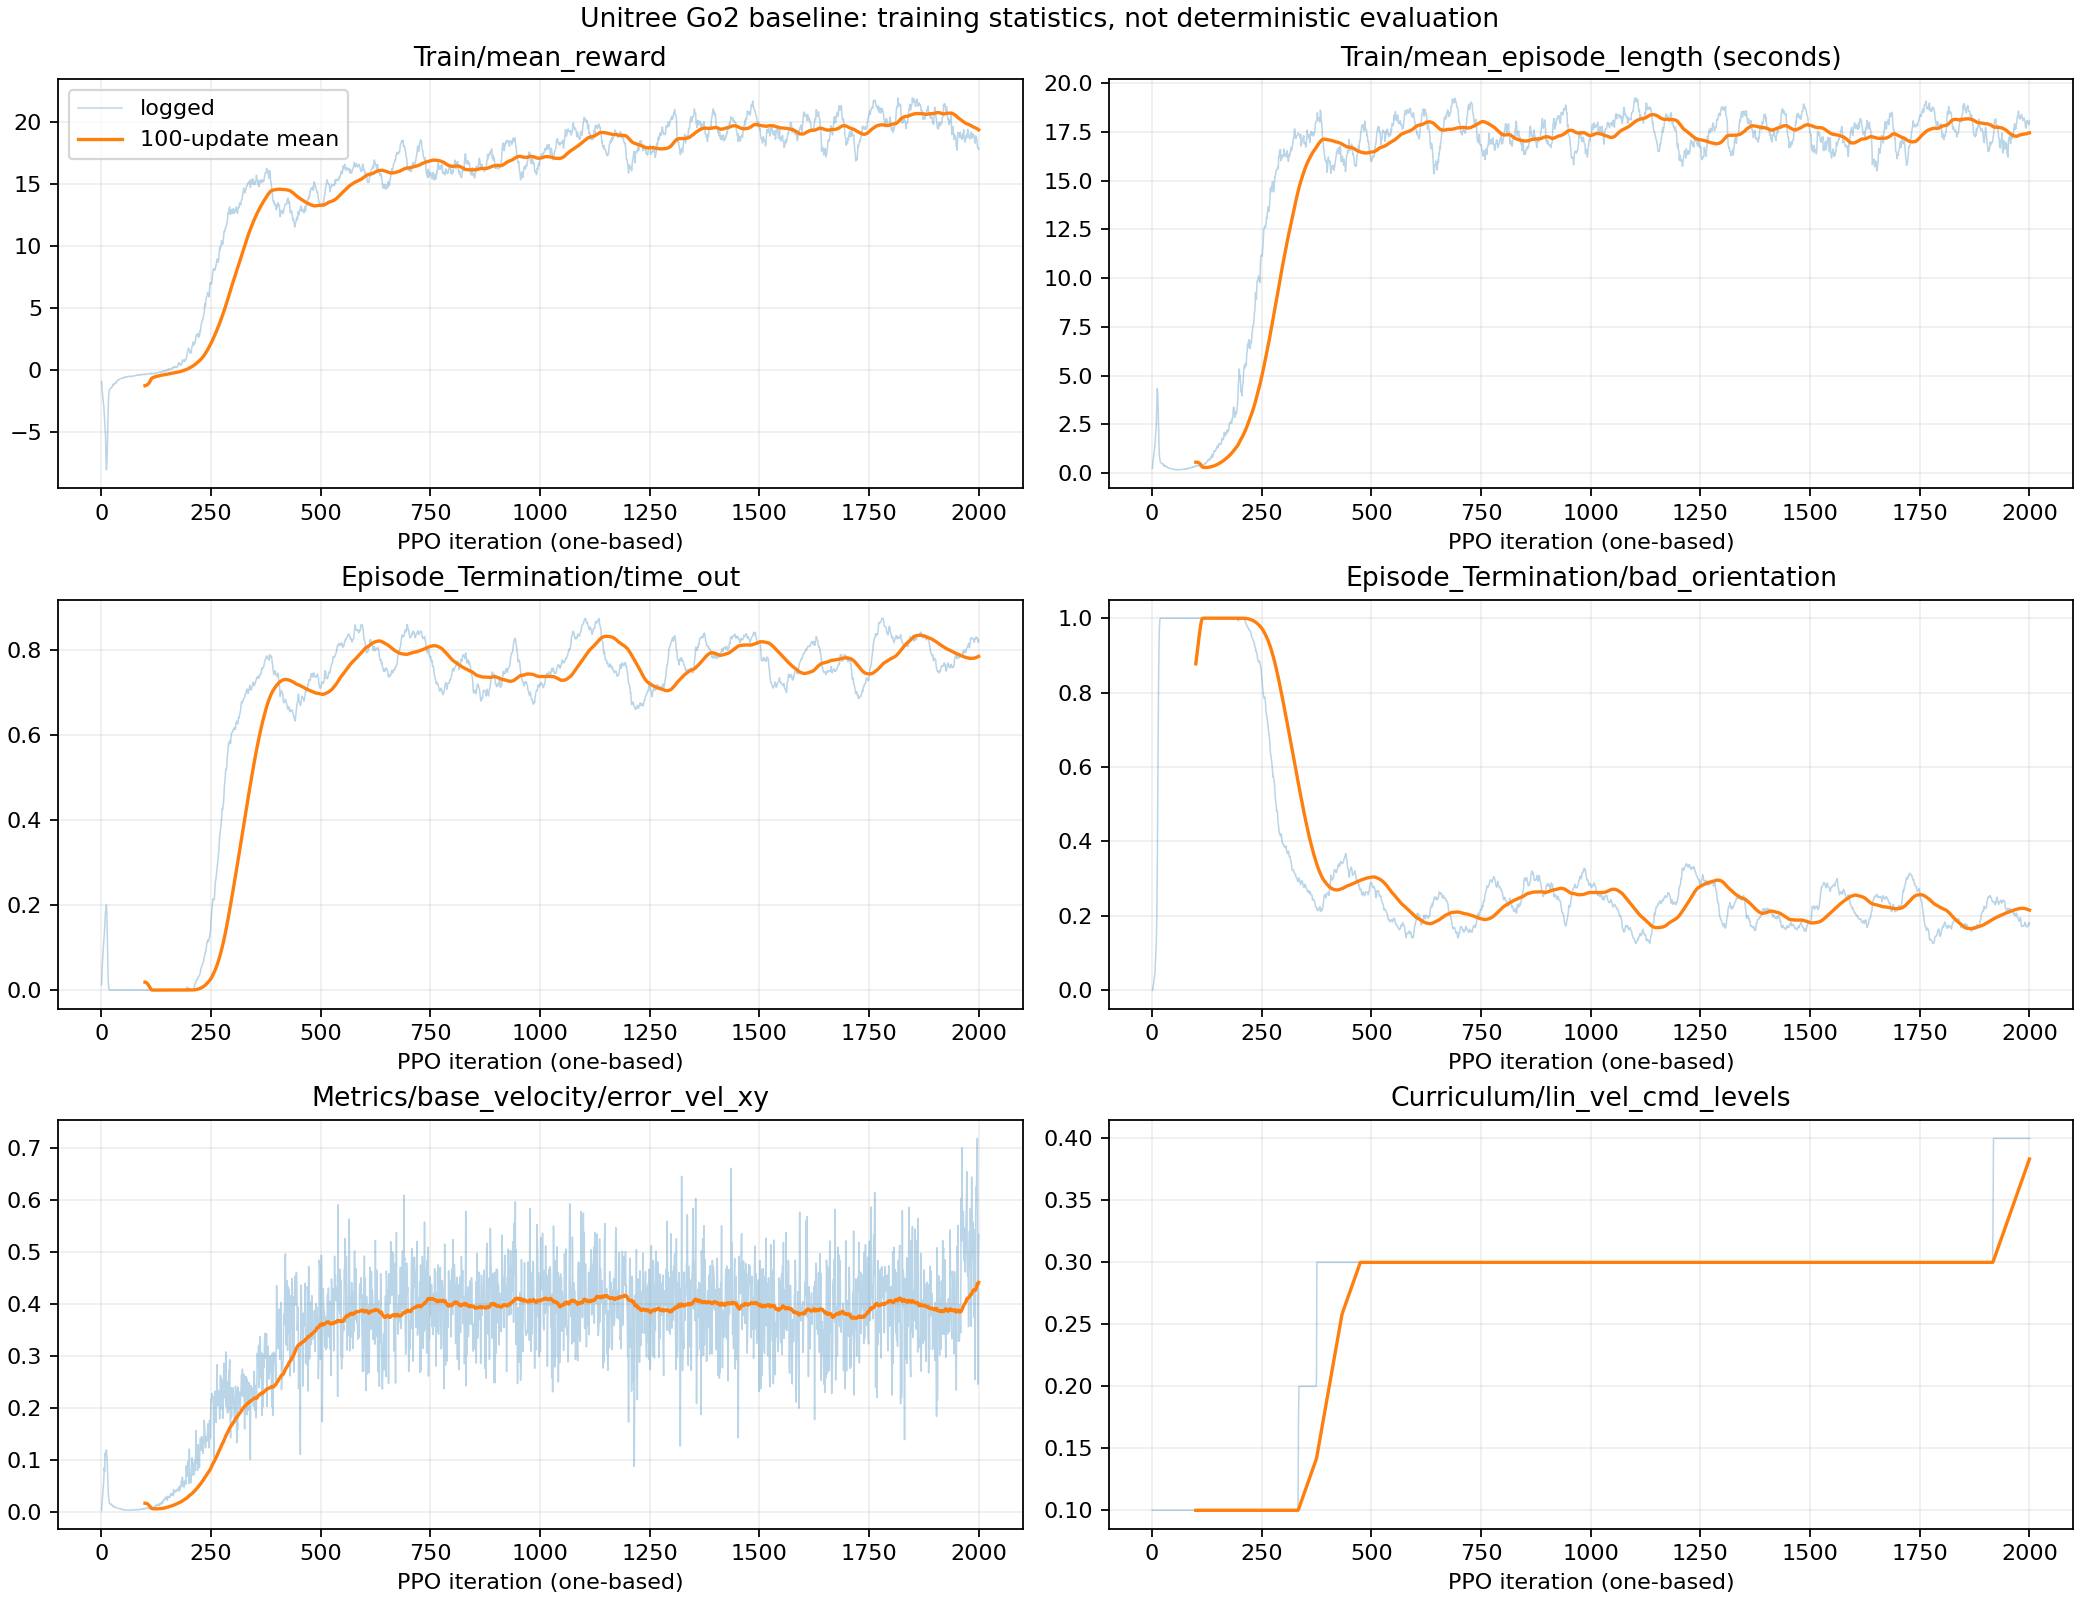 Unitree Go2 baseline: training statistics, not deterministic evaluation
Train/mean_reward
logged
100-update mean
20
15
10
5
0
−5
0 250 500 750 1000 1250 1500 1750 2000
PPO iteration (one-based)
Train/mean_episode_length (seconds)
20.0
17.5
15.0
12.5
10.0
7.5
5.0
2.5
0.0
0 250 500 750 1000 1250 1500 1750 2000
PPO iteration (one-based)
Episode_Termination/time_out
0.8
0.6
0.4
0.2
0.0
0 250 500 750 1000 1250 1500 1750 2000
PPO iteration (one-based)
Episode_Termination/bad_orientation
1.0
0.8
0.6
0.4
0.2
0.0
0 250 500 750 1000 1250 1500 1750 2000
PPO iteration (one-based)
Metrics/base_velocity/error_vel_xy
0.7
0.6
0.5
0.4
0.3
0.2
0.1
0.0
0 250 500 750 1000 1250 1500 1750 2000
PPO iteration (one-based)
Curriculum/lin_vel_cmd_levels
0.40
0.35
0.30
0.25
0.20
0.15
0.10
0 250 500 750 1000 1250 1500 1750 2000
PPO iteration (one-based)